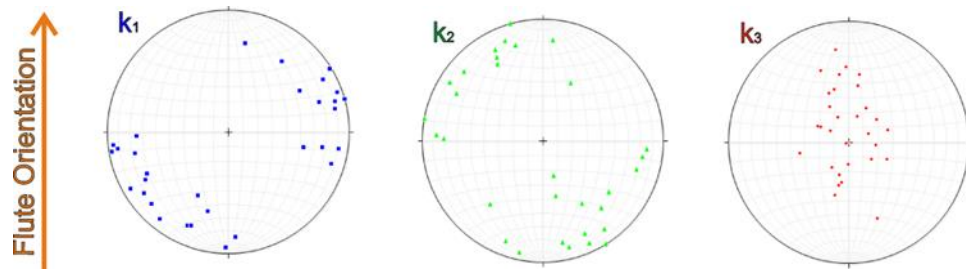 Flute Orientation
k₁
k₂
k₃